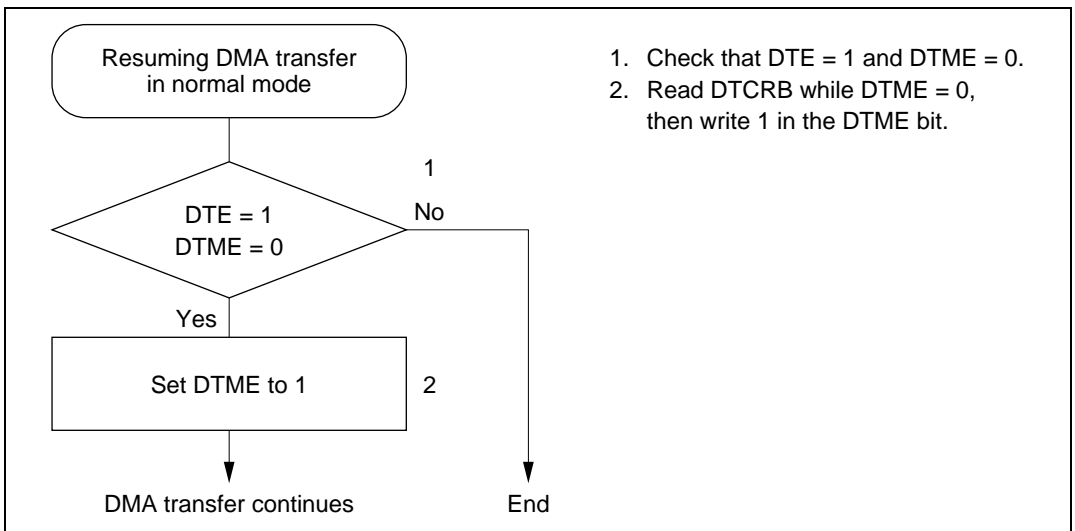 Resuming DMA transfer
in normal mode
1. Check that DTE = 1 and DTME = 0.
2. Read DTCRB while DTME = 0,
then write 1 in the DTME bit.
1
DTE = 1
DTME = 0
No
Yes
Set DTME to 1
2
DMA transfer continues
End